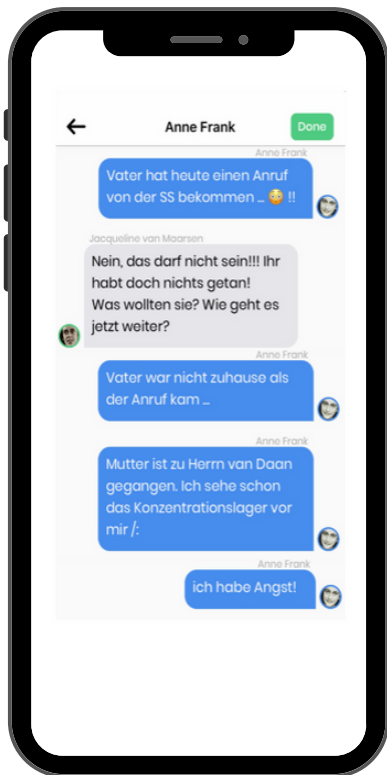 Anne Frank
Done
Anne Frank
Vater hat heute einen Anruf
von der SS bekommen ... 😳 !!
Jacqueline van Maarsen
Nein, das darf nicht sein!!! Ihr
habt doch nichts getan!
Was wollten sie? Wie geht es
jetzt weiter?
Anne Frank
Vater war nicht zuhause als
der Anruf kam ...
Anne Frank
Mutter ist zu Herrn van Daan
gegangen. Ich sehe schon
das Konzentrationslager vor
mir /:
Anne Frank
ich habe Angst!